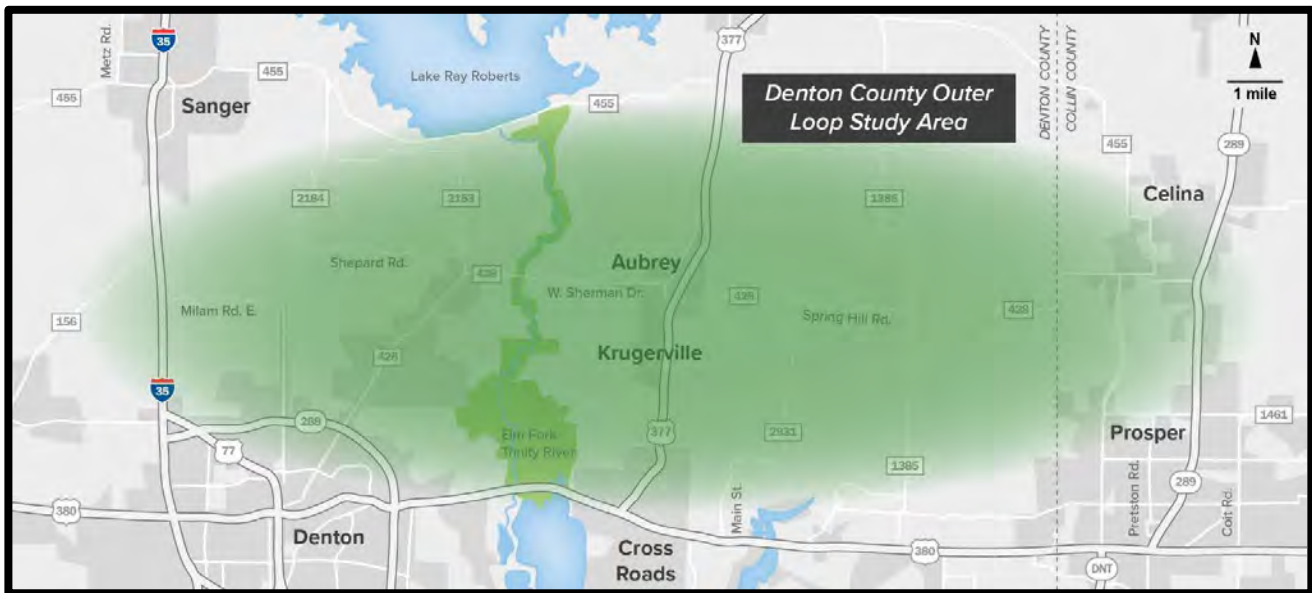 35
Metz Rd.
455
Sanger
455
Lake Ray Roberts
455
377
Denton County Outer
Loop Study Area
DENTON COUNTY
COLLIN COUNTY
N
1 mile
289
455
Celina
2164
2153
1385
Shepard Rd.
428
Aubrey
W. Sherman Dr.
428
Spring Hill Rd.
428
Milam Rd. E.
156
428
Krugerville
35
288
77
Elm Fork
Trinity River
377
2931
1385
1461
Prosper
380
Denton
Cross
Roads
Main St.
380
Pretston Rd.
289
Coit Rd.
DNT